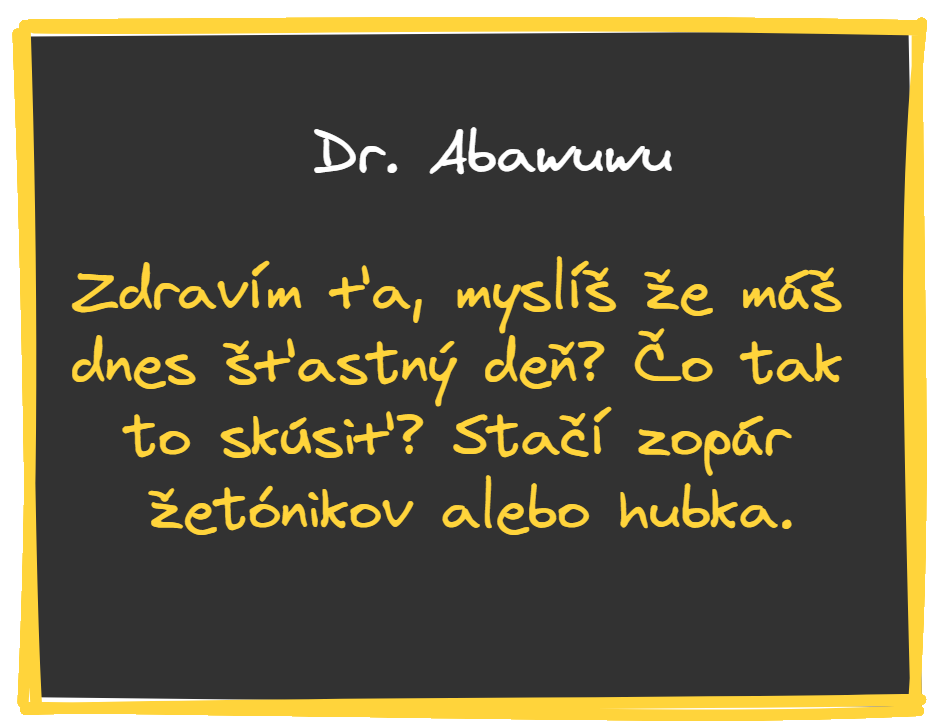 Dr. Abawuwu
Zdravím ťa, myslíš že máš
dnes šťastný deň? Čo tak
to skúsiť? Stačí zopár
žetónikov alebo hubka.